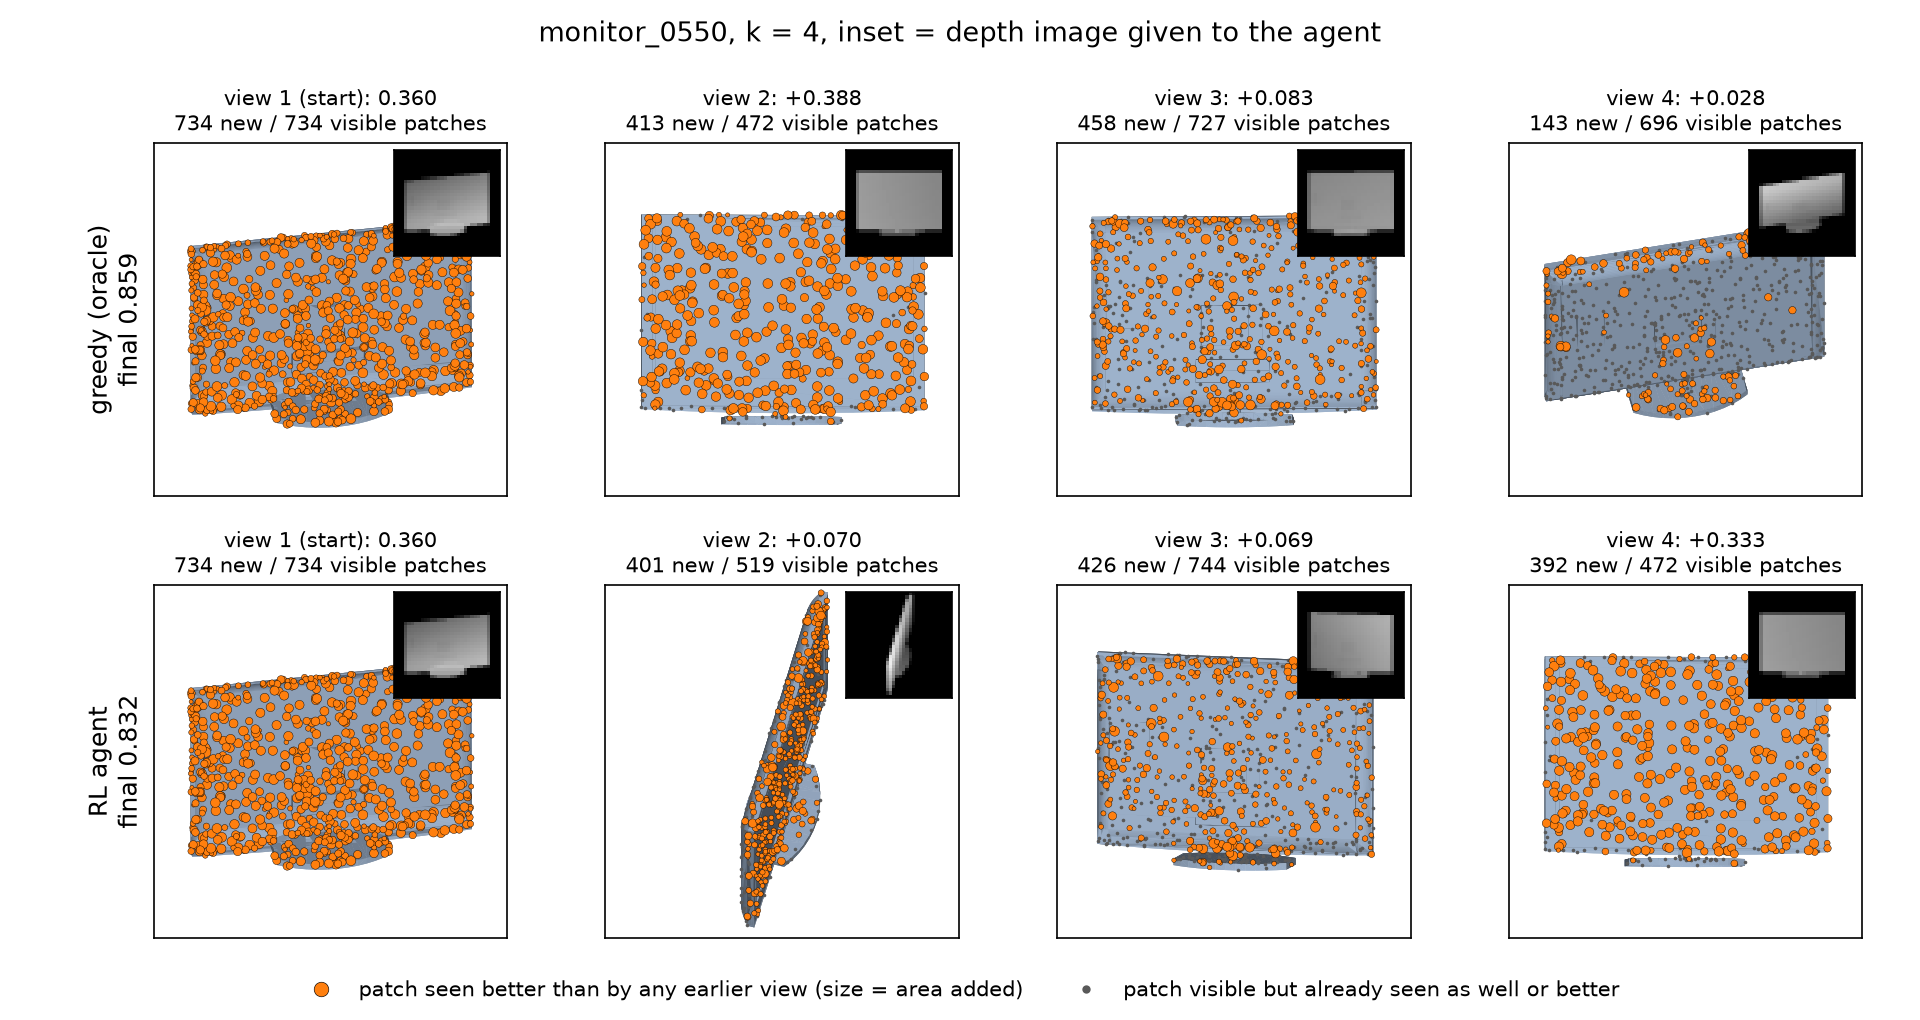 monitor_0550, k = 4, inset = depth image given to the agent
greedy (oracle)
final 0.859
view 1 (start): 0.360
734 new / 734 visible patches
view 2: +0.388
413 new / 472 visible patches
view 3: +0.083
458 new / 727 visible patches
view 4: +0.028
143 new / 696 visible patches
RL agent
final 0.832
view 1 (start): 0.360
734 new / 734 visible patches
view 2: +0.070
401 new / 519 visible patches
view 3: +0.069
426 new / 744 visible patches
view 4: +0.333
392 new / 472 visible patches
patch seen better than by any earlier view (size = area added)
patch visible but already seen as well or better